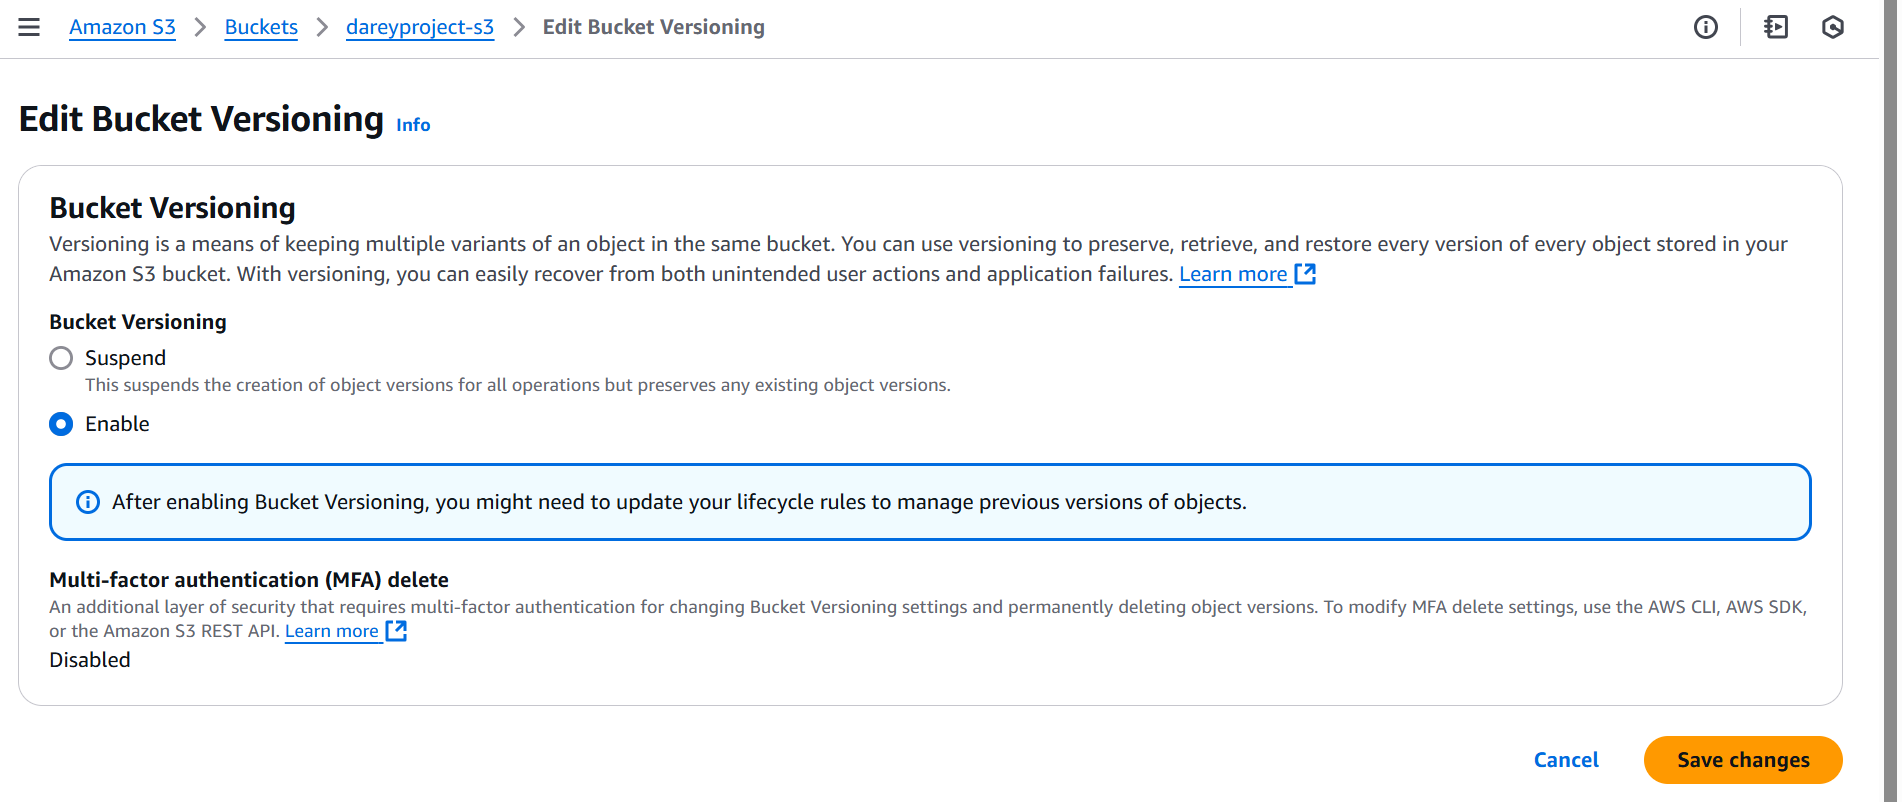 Amazon S3 > Buckets > dareyproject-s3 > Edit Bucket Versioning
Edit Bucket Versioning Info
Bucket Versioning
Versioning is a means of keeping multiple variants of an object in the same bucket. You can use versioning to preserve, retrieve, and restore every version of every object stored in your
Amazon S3 bucket. With versioning, you can easily recover from both unintended user actions and application failures. Learn more
Bucket Versioning
Suspend
This suspends the creation of object versions for all operations but preserves any existing object versions.
Enable
After enabling Bucket Versioning, you might need to update your lifecycle rules to manage previous versions of objects.
Multi-factor authentication (MFA) delete
An additional layer of security that requires multi-factor authentication for changing Bucket Versioning settings and permanently deleting object versions. To modify MFA delete settings, use the AWS CLI, AWS SDK,
or the Amazon S3 REST API. Learn more
Disabled
Cancel Save changes